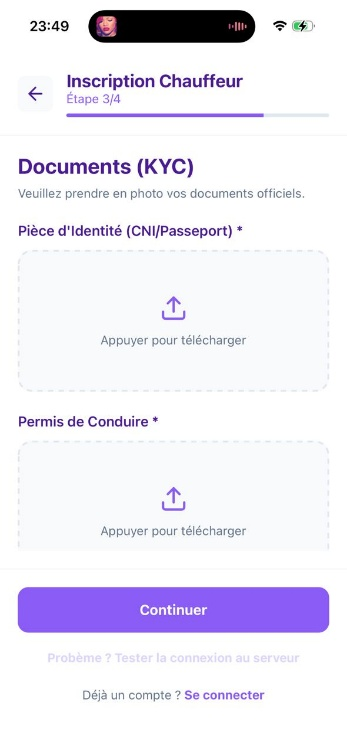 23:49
Inscription Chauffeur
Étape 3/4
Documents (KYC)
Veuillez prendre en photo vos documents officiels.
Pièce d'Identité (CNI/Passeport) *
Appuyer pour télécharger
Permis de Conduire *
Appuyer pour télécharger
Continuer
Problème ? Tester la connexion au serveur
Déjà un compte ? Se connecter